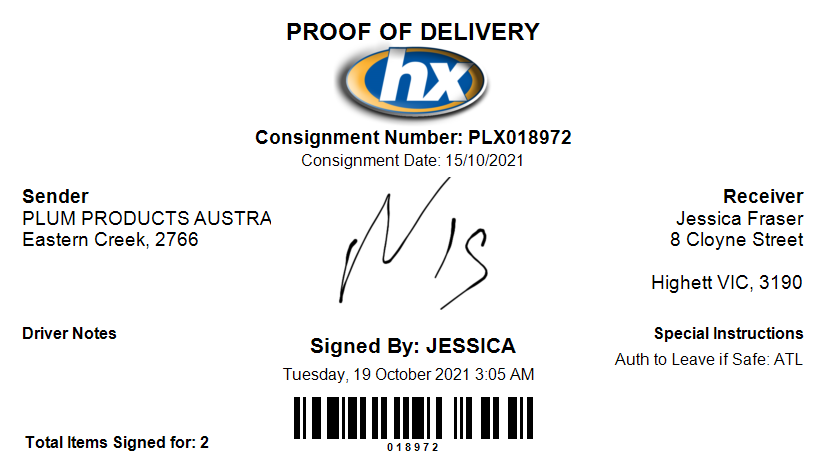 PROOF OF DELIVERY
hx
Consignment Number: PLX018972
Consignment Date: 15/10/2021
Sender
PLUM PRODUCTS AUSTRA
Eastern Creek, 2766
Receiver
Jessica Fraser
8 Cloyne Street
Highett VIC, 3190
Driver Notes
Signed By: JESSICA
Tuesday, 19 October 2021 3:05 AM
Special Instructions
Auth to Leave if Safe: ATL
Total Items Signed for: 2
018972